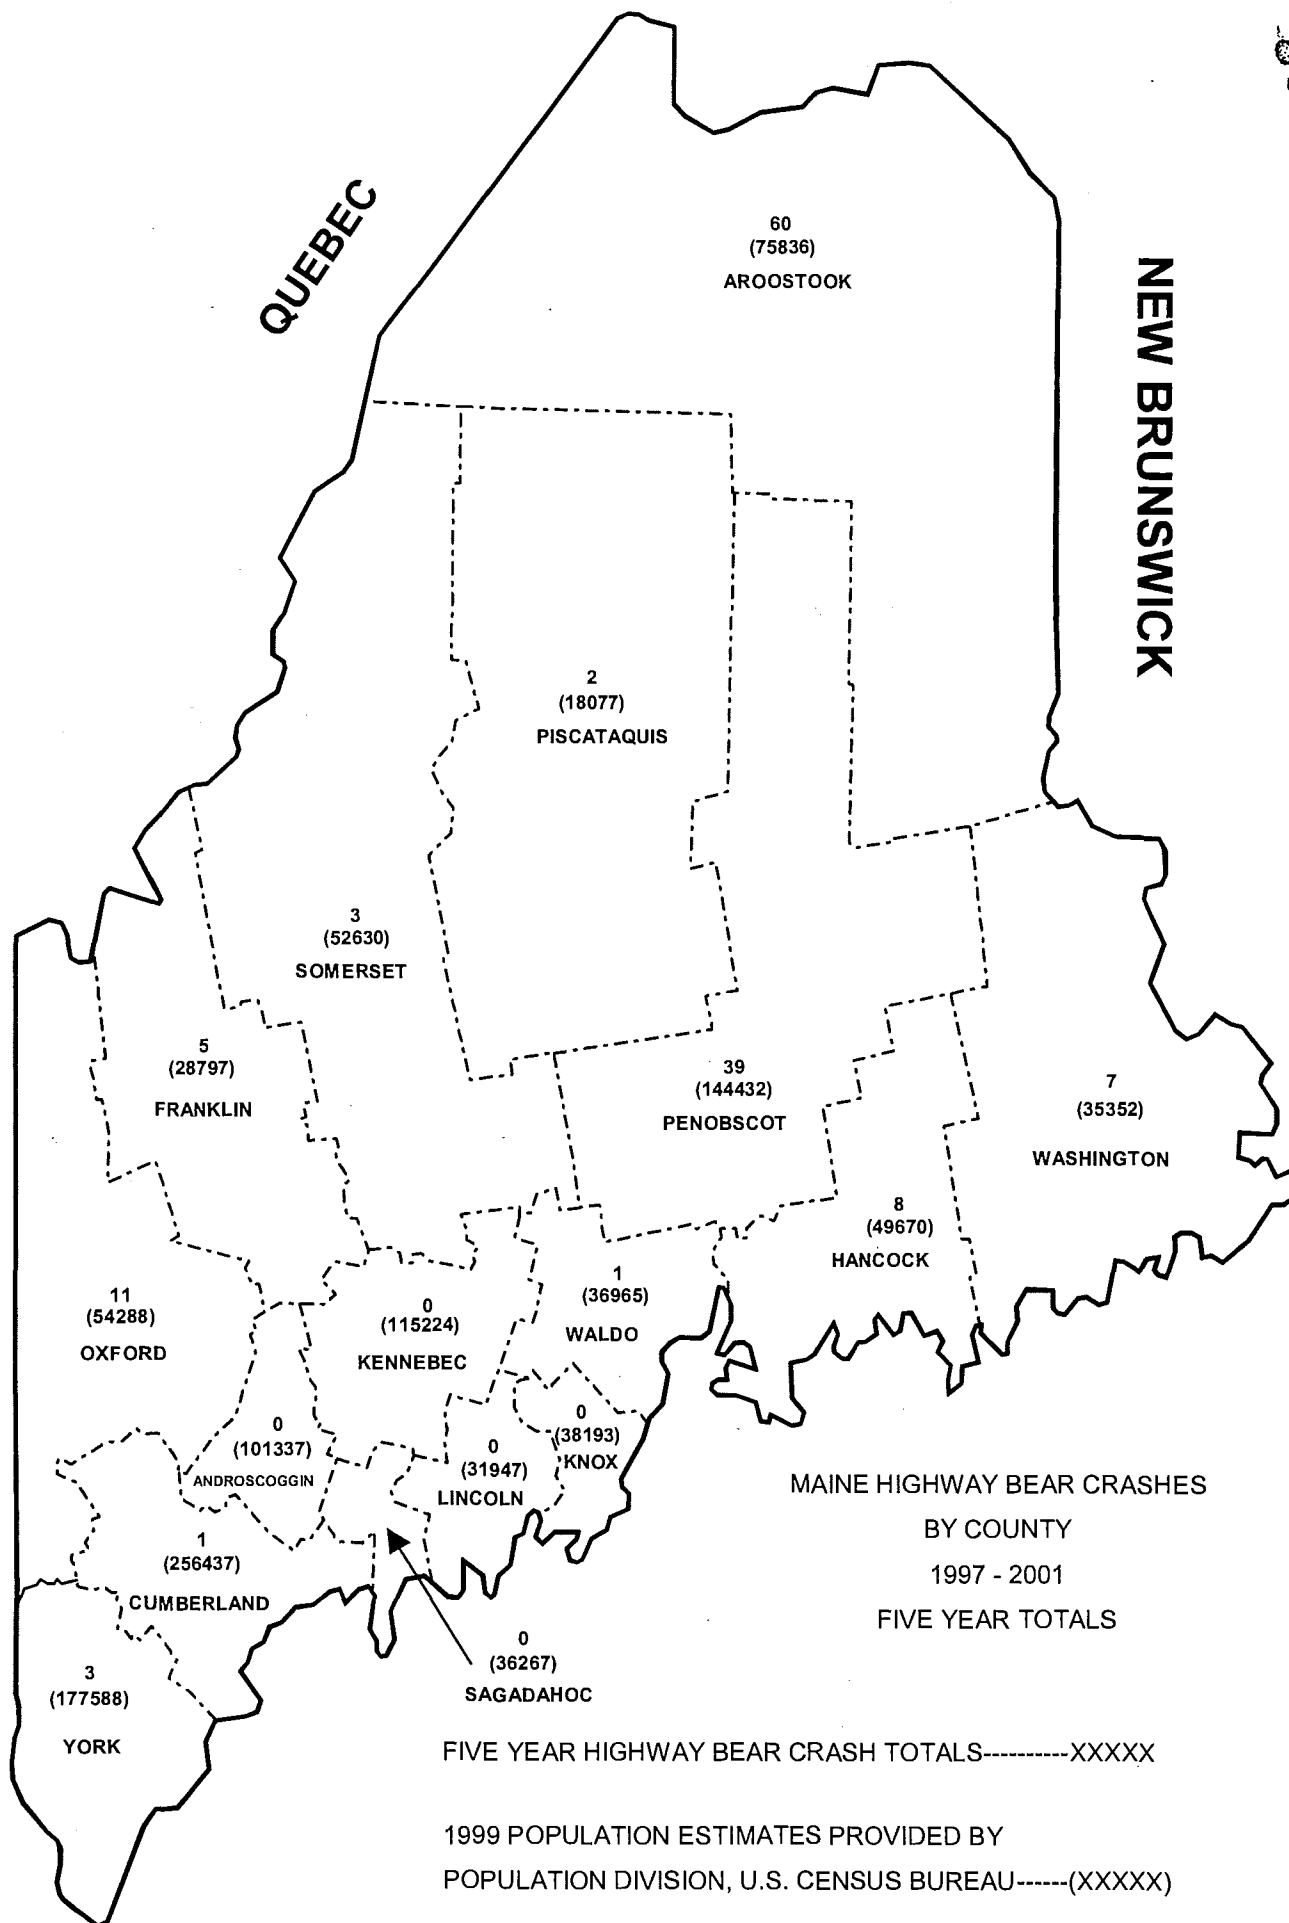 QUEBEC
NEW BRUNSWICK
60
(75836)
AROOSTOOK
2
(18077)
PISCATAQUIS
3
(52630)
SOMERSET
5
(28797)
FRANKLIN
39
(144432)
PENOBSCOT
7
(35352)
WASHINGTON
8
(49670)
HANCOCK
11
(54288)
OXFORD
0
(115224)
KENNEBEC
1
(36965)
WALDO
0
(101337)
ANDROSCOGGIN
0
(31947)
LINCOLN
0
(38193)
KNOX
1
(256437)
CUMBERLAND
0
(36267)
SAGADAHOC
3
(177588)
YORK
MAINE HIGHWAY BEAR CRASHES
BY COUNTY
1997 - 2001
FIVE YEAR TOTALS
FIVE YEAR HIGHWAY BEAR CRASH TOTALS----------XXXXX
1999 POPULATION ESTIMATES PROVIDED BY
POPULATION DIVISION, U.S. CENSUS BUREAU------(XXXXX)